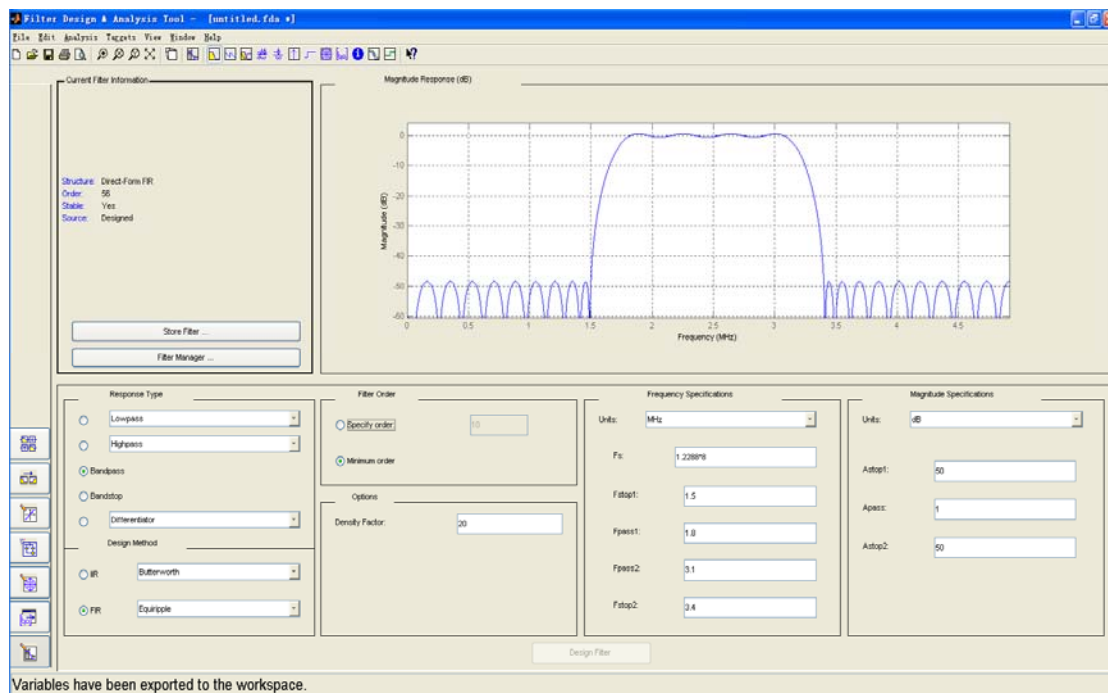 Filter Design & Analysis Tool - [untitled.fda *]
File Edit Analysis Targets View Window Help
Current Filter Information
Structure: Direct-Form FIR
Order: 56
Stable: Yes
Source: Designed
Store Filter ...
Filter Manager ...
Magnitude Response (dB)
Magnitude (dB)
0
-10
-20
-30
-40
-50
-60
0 0.5 1 1.5 2 2.5 3 3.5 4 4.5
Frequency (MHz)
Response Type
Lowpass
Highpass
Bandpass
Bandstop
Differentiator
Design Method
IIR Butterworth
FIR Equiripple
Filter Order
Specify order 10
Minimum order
Options
Density Factor: 20
Frequency Specifications
Units: MHz
Fs: 1.2288*8
Fstop1: 1.5
Fpass1: 1.8
Fpass2: 3.1
Fstop2: 3.4
Magnitude Specifications
Units: dB
Astop1: 50
Apass: 1
Astop2: 50
Design Filter
Variables have been exported to the workspace.